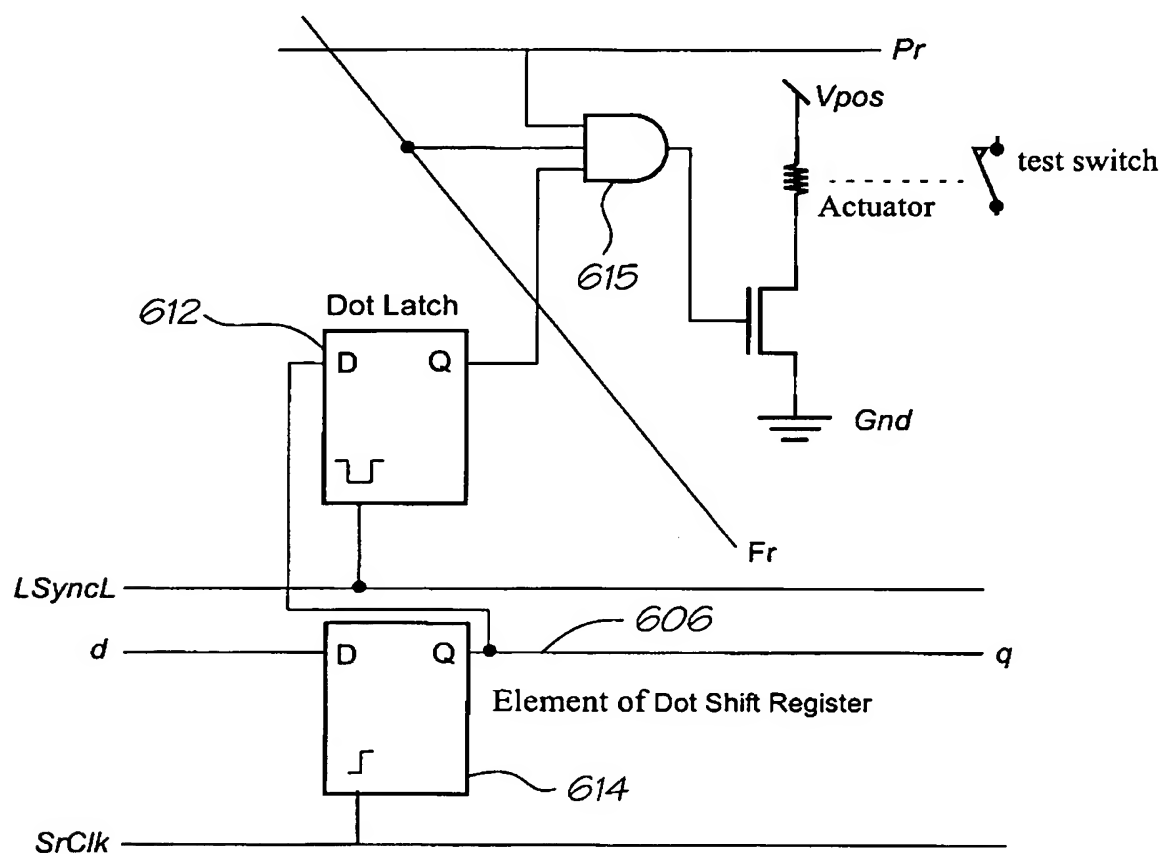 Pr
Vpos
test switch
Actuator
615
Dot Latch
612
D Q
Gnd
Fr
LSyncL
606
d
D Q
q
Element of Dot Shift Register
614
SrClk